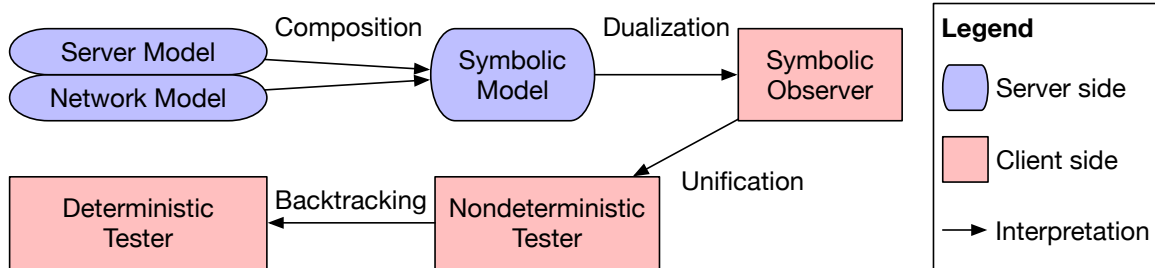 Server Model
Network Model
Composition
Symbolic
Model
Dualization
Symbolic
Observer
Unification
Nondeterministic
Tester
Backtracking
Deterministic
Tester
Legend
Server side
Client side
Interpretation